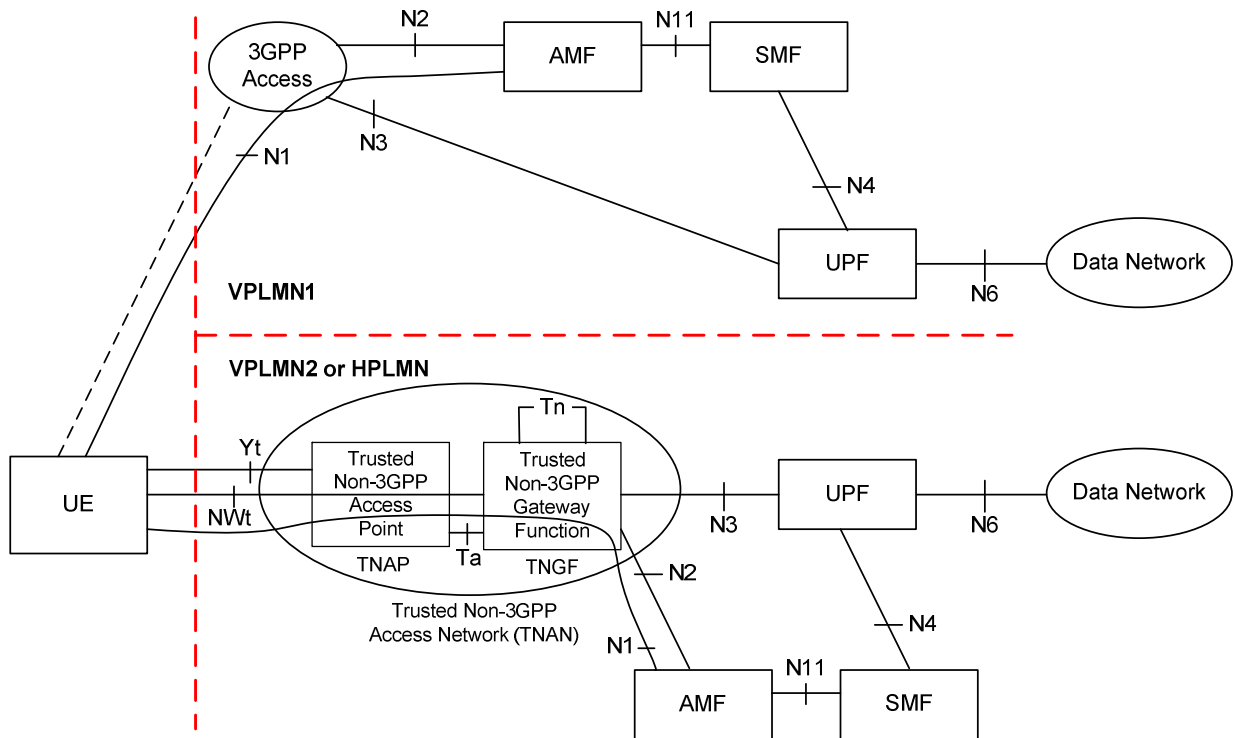 N2
N11
3GPP
Access
AMF
SMF
N3
N1
N4
UPF
N6
Data Network
VPLMN1
VPLMN2 or HPLMN
Tn
Yt
Trusted
Non-3GPP
Access
Point
Trusted
Non-3GPP
Gateway
Function
UE
NWt
UPF
Data Network
N3
N6
Ta
TNAP
TNGF
N2
Trusted Non-3GPP
Access Network (TNAN)
N4
N1
N11
AMF
SMF